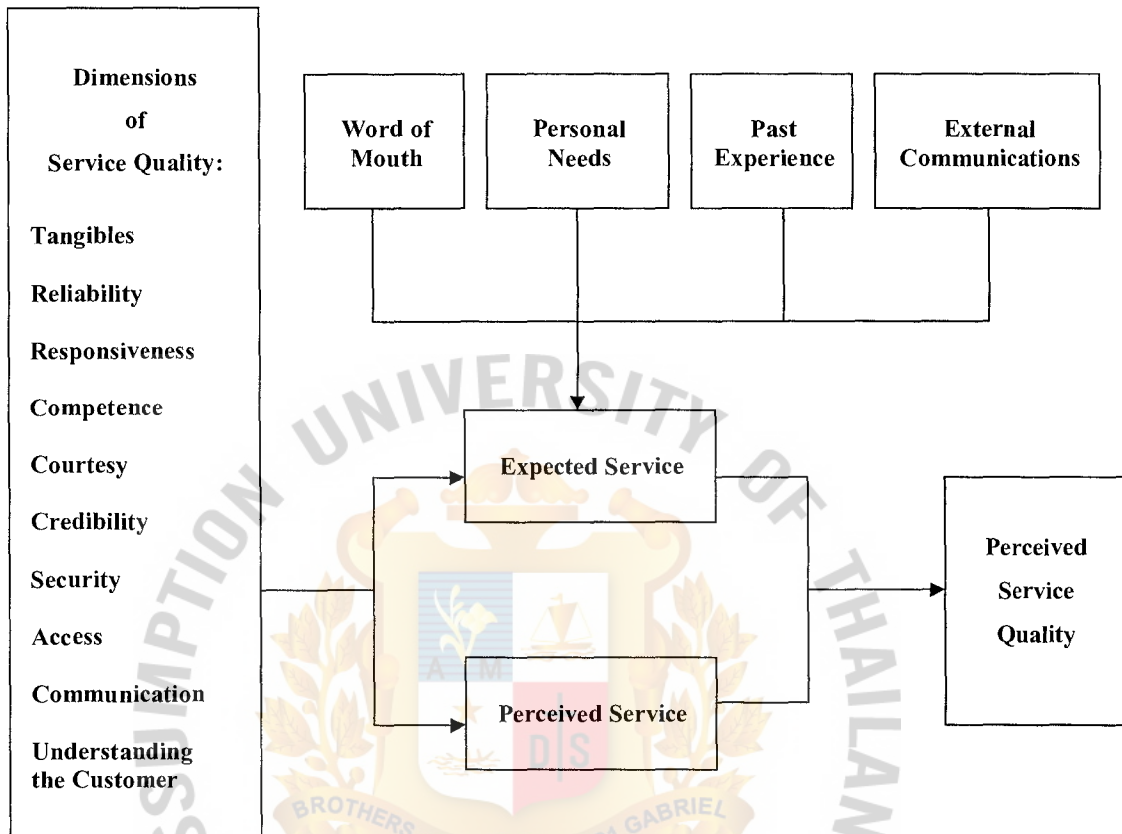 Dimensions
of
Service Quality:
Tangibles
Reliability
Responsiveness
Competence
Courtesy
Credibility
Security
Access
Communication
Understanding
the Customer
Word of
Mouth
Personal
Needs
Past
Experience
External
Communications
Expected Service
Perceived Service
Perceived
Service
Quality
UNIVERSITY OF
A M
D S
BROTHERS
GABRIEL